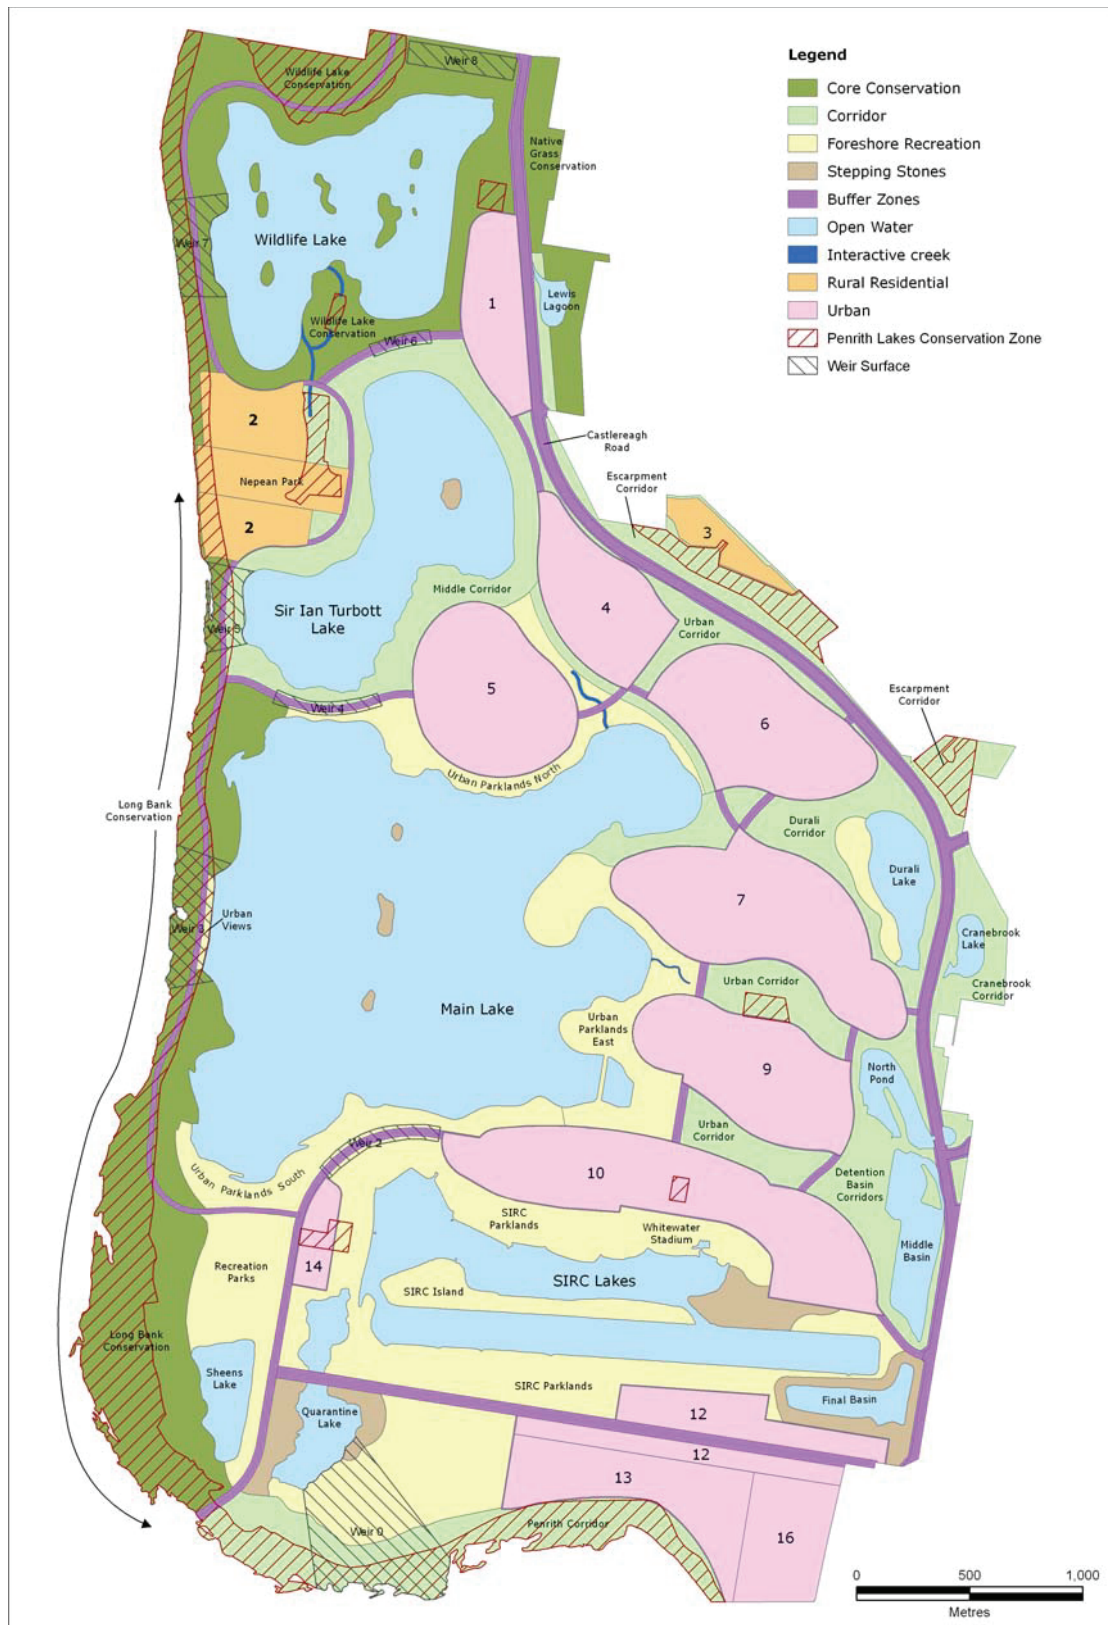 Legend
Core Conservation
Corridor
Foreshore Recreation
Stepping Stones
Buffer Zones
Open Water
Interactive creek
Rural Residential
Urban
Penrith Lakes Conservation Zone
Weir Surface
Weir 8
Wildlife Lake
Conservation
Native
Grass
Conservation
Weir 7
Wildlife Lake
1
Lewis
Lagoon
Wildlife Lake
Conservation
Weir 6
2
Castlereagh
Road
Nepean Park
Escarpment
Corridor
2
3
Middle Corridor
Sir Ian Turbott
Lake
4
Weir 5
Urban
Corridor
5
Escarpment
Corridor
Weir 4
6
Urban Parklands North
Long Bank
Conservation
Durali
Corridor
Durali
Lake
7
Urban
Views
Weir 3
Cranebrook
Lake
Urban Corridor
Cranebrook
Corridor
Main Lake
Urban
Parklands
East
9
North
Pond
Urban
Corridor
Weir 2
Urban Parklands South
10
Detention
Basin
Corridors
SIRC
Parklands
Whitewater
Stadium
Middle
Basin
14
Recreation
Parks
SIRC Lakes
SIRC Island
Long Bank
Conservation
Sheens
Lake
SIRC Parklands
Final Basin
Quarantine
Lake
12
12
13
Weir 0
Penrith Corridor
16
0 500 1,000
Metres